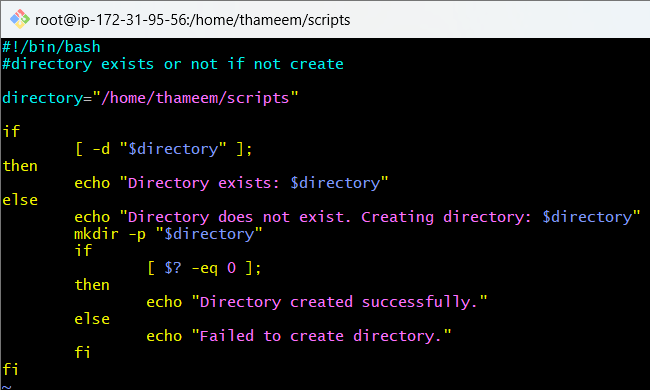 root@ip-172-31-95-56:/home/thameem/scripts
#!/bin/bash
#directory exists or not if not create

directory="/home/thameem/scripts"

if
        [ -d "$directory" ];
then
        echo "Directory exists: $directory"
else
        echo "Directory does not exist. Creating directory: $directory"
        mkdir -p "$directory"
        if
                [ $? -eq 0 ];
        then
                echo "Directory created successfully."
        else
                echo "Failed to create directory."
        fi
fi
~